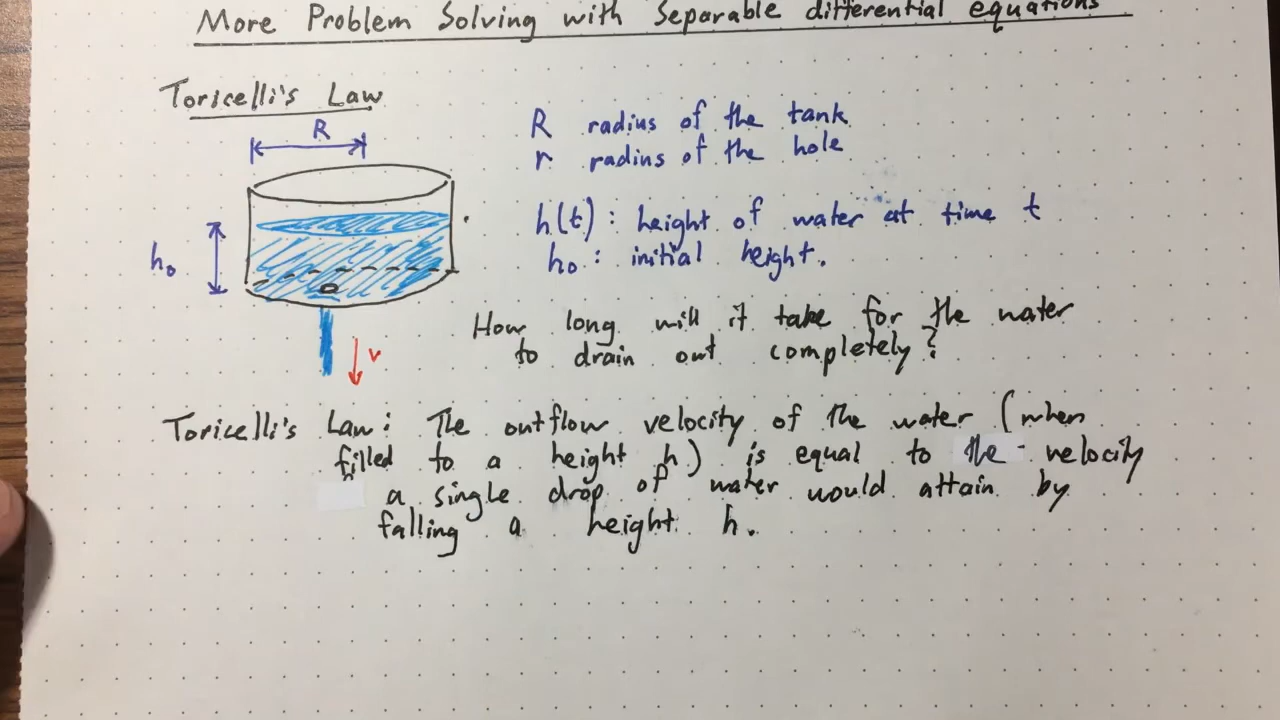 More Problem Solving with Separable differential equations
Toricelli's Law
R
R radius of the tank
r radius of the hole
h(t) : height of water at time t
h₀ : initial height.
h₀
How long will it take for the water
to drain out completely?
v
Toricelli's Law: The outflow velocity of the water (when
filled to a height h) is equal to the velocity
a single drop of water would attain by
falling a height h.